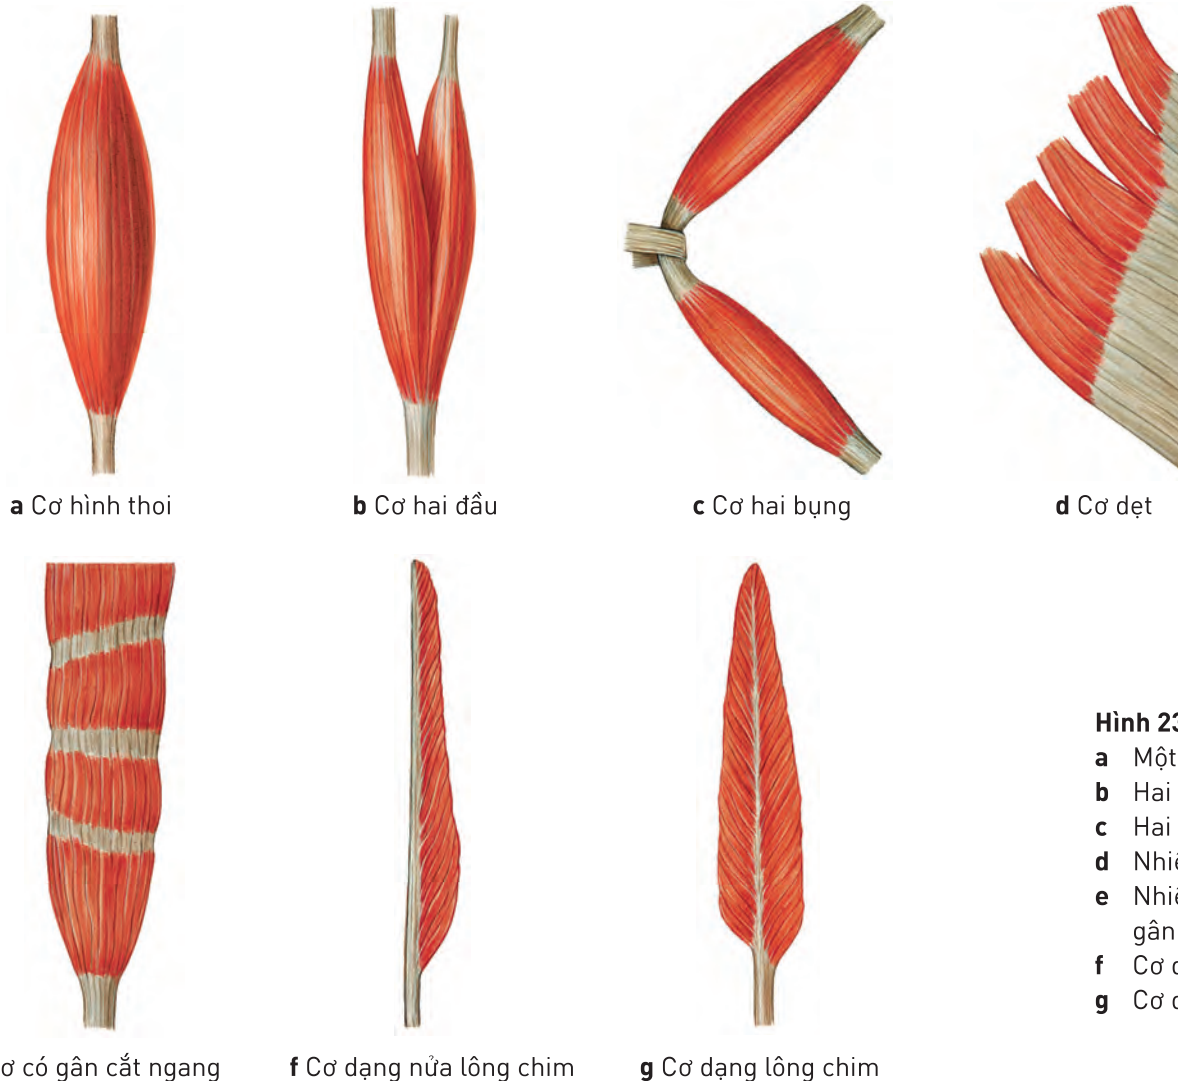 a Cơ hình thoi
b Cơ hai đầu
c Cơ hai bụng
d Cơ dẹt
có gân cắt ngang
f Cơ dạng nửa lông chim
g Cơ dạng lông chim
Hình 23
a Một
b Hai
c Hai
d
e
gân
f Cơ
g Cơ